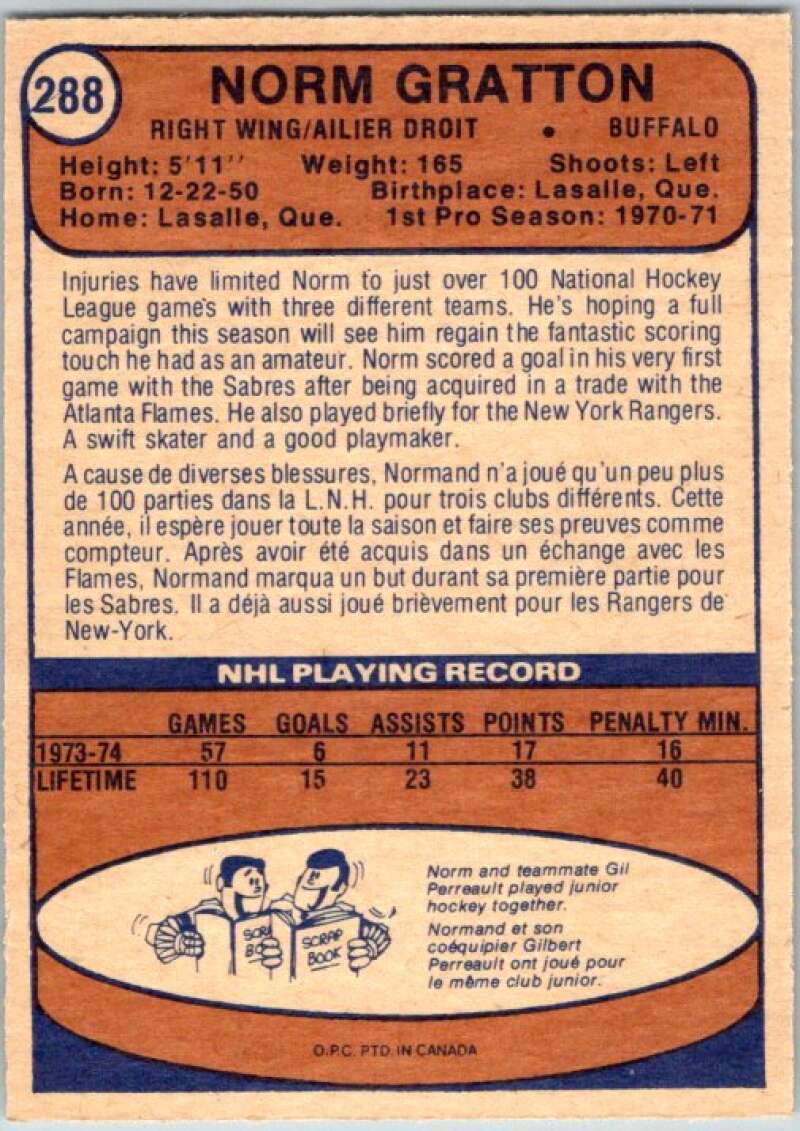 288
NORM GRATTON
RIGHT WING/AILIER DROIT • BUFFALO
Height: 5'11'' Weight: 165 Shoots: Left
Born: 12-22-50 Birthplace: Lasalle, Que.
Home: Lasalle, Que. 1st Pro Season: 1970-71
Injuries have limited Norm to just over 100 National Hockey
League games with three different teams. He's hoping a full
campaign this season will see him regain the fantastic scoring
touch he had as an amateur. Norm scored a goal in his very first
game with the Sabres after being acquired in a trade with the
Atlanta Flames. He also played briefly for the New York Rangers.
A swift skater and a good playmaker.
A cause de diverses blessures, Normand n'a joué qu'un peu plus
de 100 parties dans la L.N.H. pour trois clubs différents. Cette
année, il espère jouer toute la saison et faire ses preuves comme
compteur. Après avoir été acquis dans un échange avec les
Flames, Normand marqua un but durant sa première partie pour
les Sabres. Il a déjà aussi joué brièvement pour les Rangers de
New-York.
NHL PLAYING RECORD
GAMES GOALS ASSISTS POINTS PENALTY MIN.
1973-74 57 6 11 17 16
LIFETIME 110 15 23 38 40
Norm and teammate Gil
Perreault played junior
hockey together.
Normand et son
coéquipier Gilbert
Perreault ont joué pour
le même club junior.
SCRA
BO
SCRAP
BOOK
O.P.C. PTD. IN CANADA